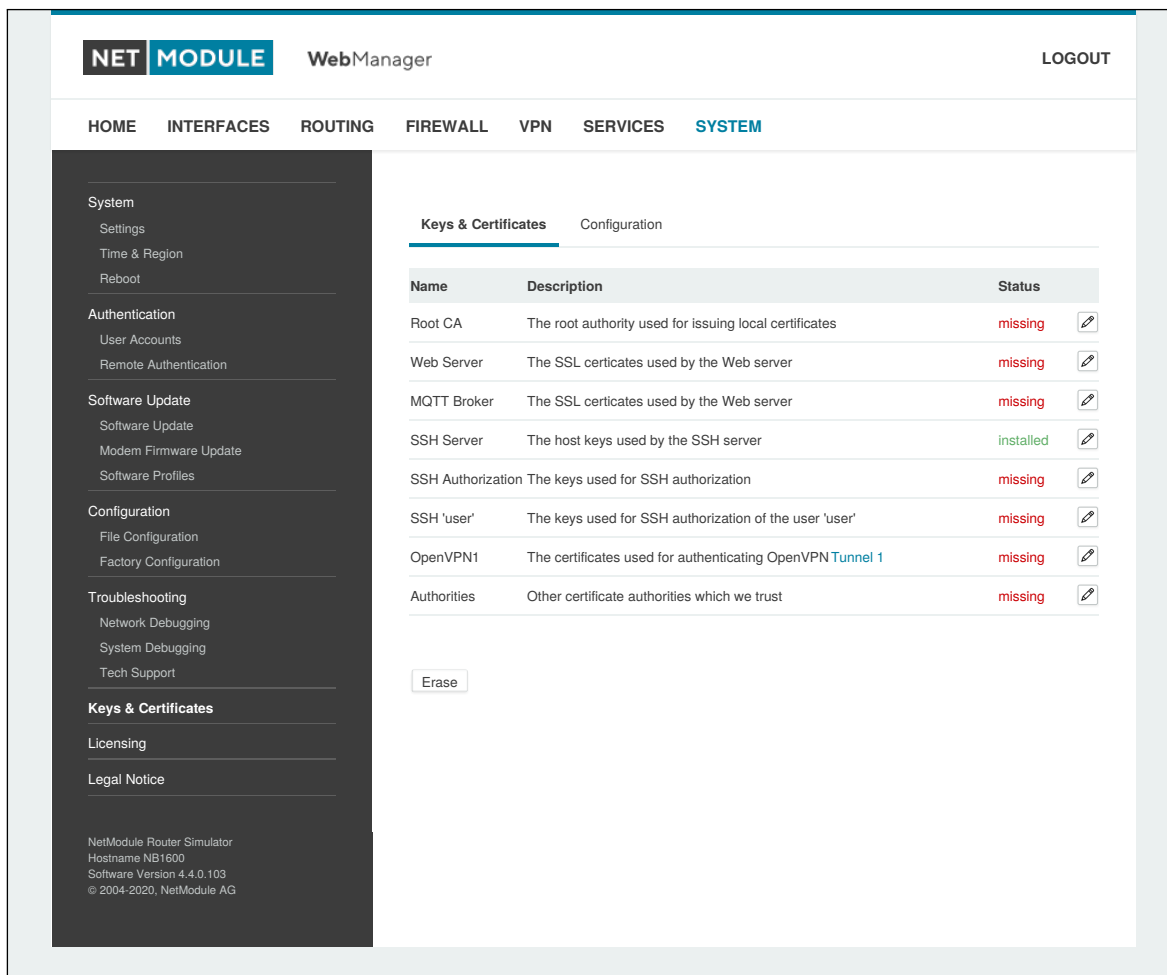 NET MODULE WebManager LOGOUT
HOME INTERFACES ROUTING FIREWALL VPN SERVICES SYSTEM
System
Settings
Time & Region
Reboot
Authentication
User Accounts
Remote Authentication
Software Update
Software Update
Modem Firmware Update
Software Profiles
Configuration
File Configuration
Factory Configuration
Troubleshooting
Network Debugging
System Debugging
Tech Support
Keys & Certificates
Licensing
Legal Notice
NetModule Router Simulator
Hostname NB1600
Software Version 4.4.0.103
© 2004-2020, NetModule AG
Keys & Certificates Configuration
Name Description Status
Root CA The root authority used for issuing local certificates missing
Web Server The SSL certicates used by the Web server missing
MQTT Broker The SSL certicates used by the Web server missing
SSH Server The host keys used by the SSH server installed
SSH Authorization The keys used for SSH authorization missing
SSH 'user' The keys used for SSH authorization of the user 'user' missing
OpenVPN1 The certificates used for authenticating OpenVPN Tunnel 1 missing
Authorities Other certificate authorities which we trust missing
Erase